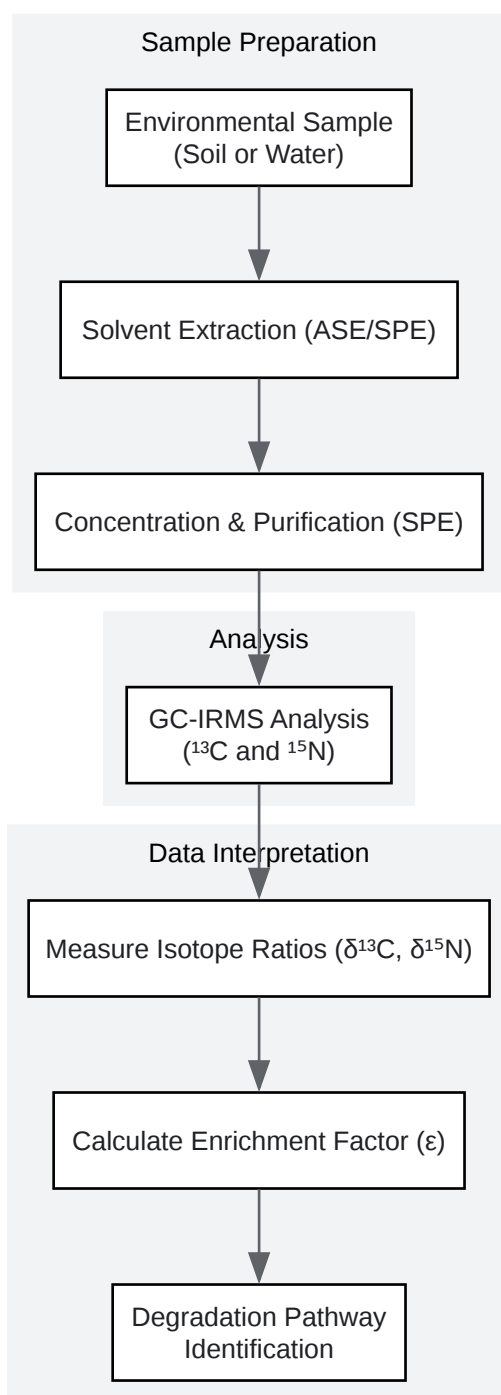 Sample Preparation
Environmental Sample
(Soil or Water)
Solvent Extraction (ASE/SPE)
Concentration & Purification (SPE)
Analysis
GC-IRMS Analysis
(¹³C and ¹⁵N)
Data Interpretation
Measure Isotope Ratios (δ¹³C, δ¹⁵N)
Calculate Enrichment Factor (ε)
Degradation Pathway
Identification